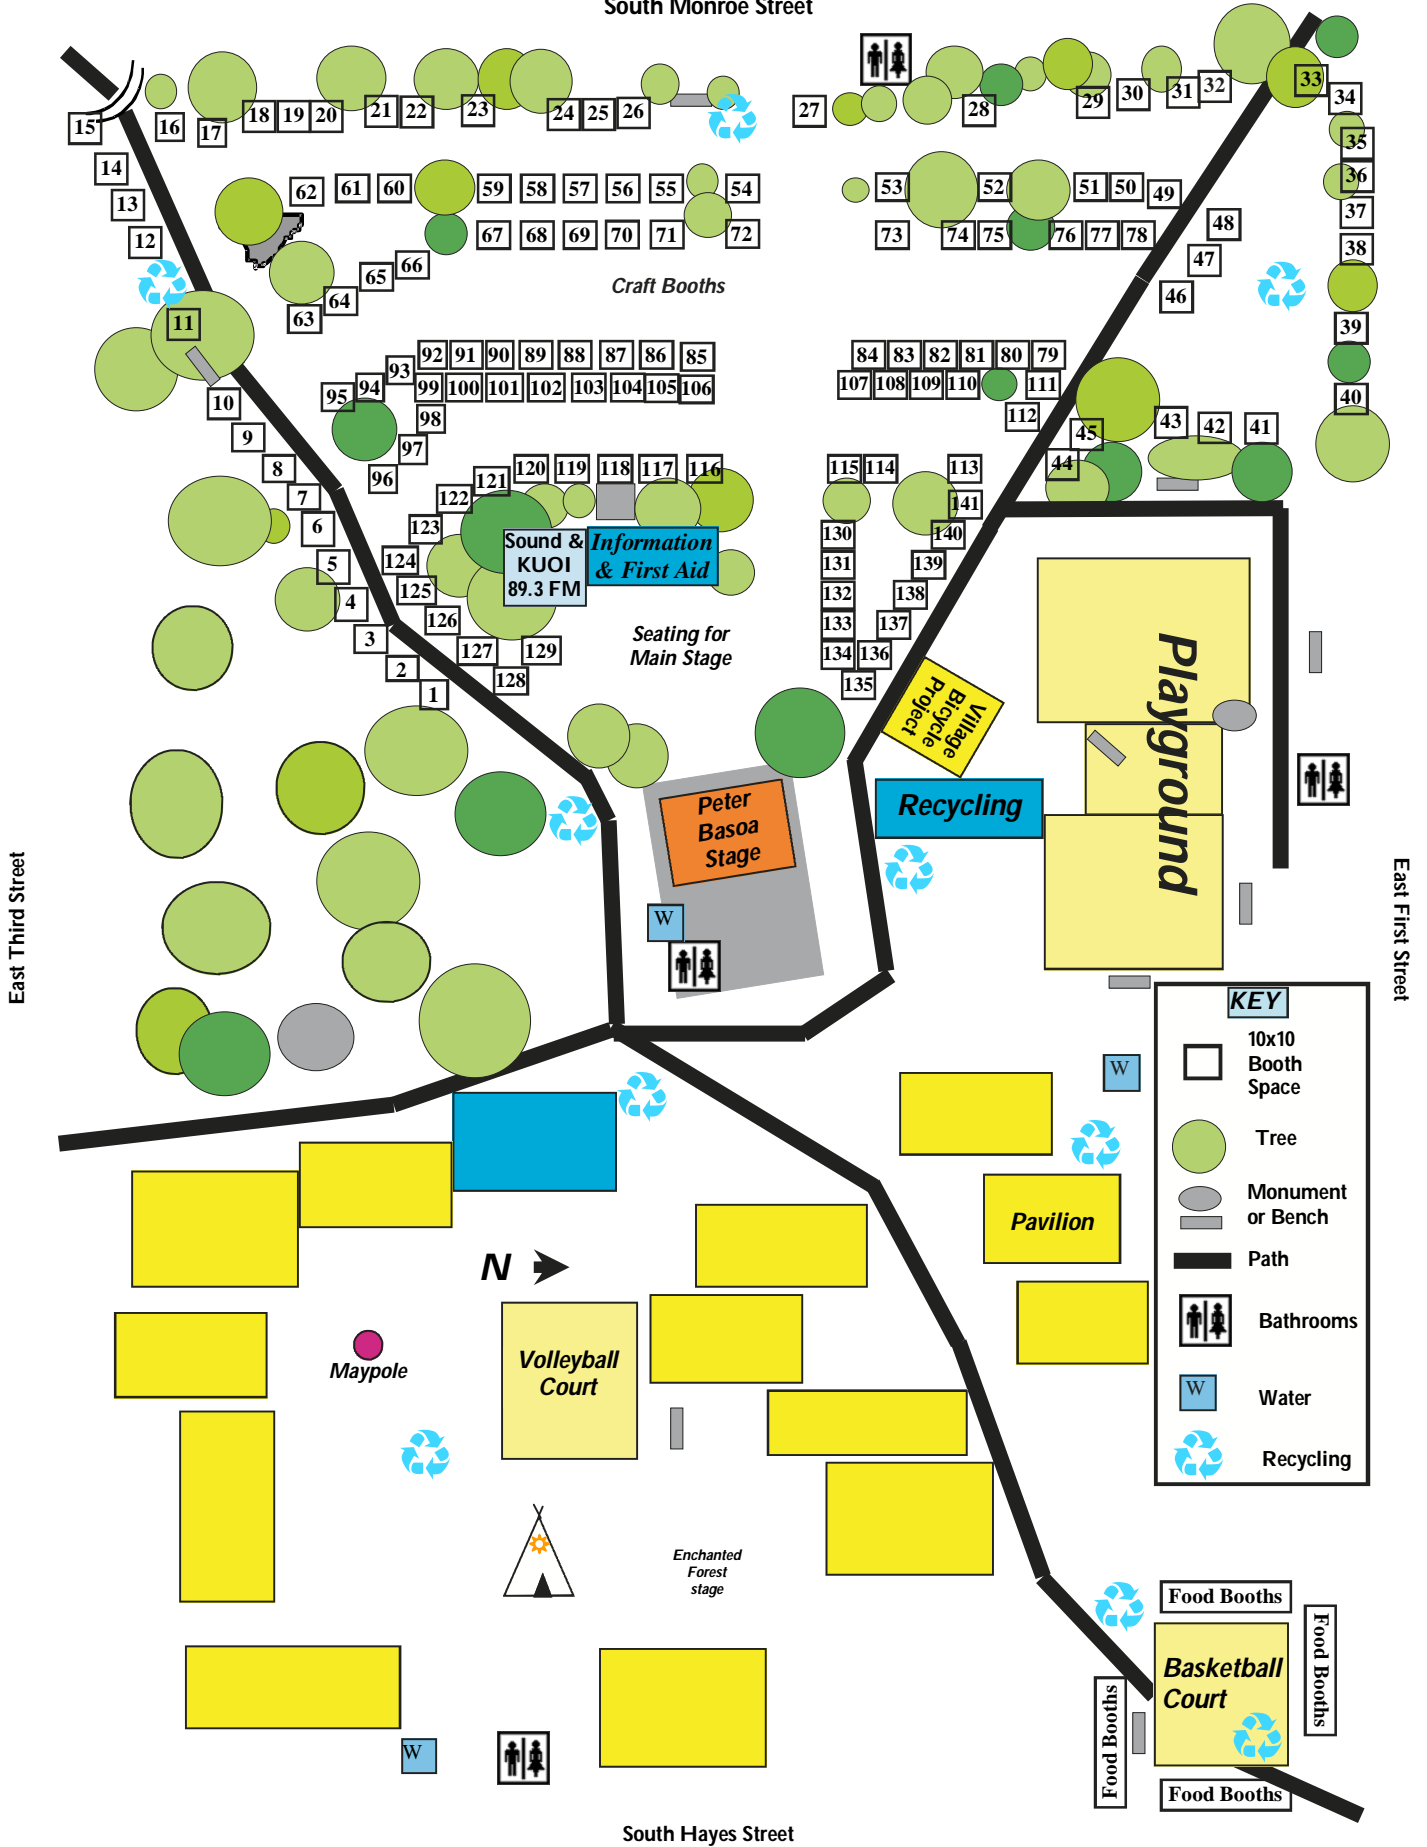 South Monroe Street
27
15
16
17
18
19
20
21
22
23
24
25
26
28
29
30
31
32
33
34
35
36
37
38
39
40
14
13
12
11
62
61
60
59
58
57
56
55
54
53
52
51
50
49
48
47
46
67
68
69
70
71
72
73
74
75
76
77
78
66
65
64
63
Craft Booths
92
91
90
89
88
87
86
85
84
83
82
81
80
79
93
94
95
99
100
101
102
103
104
105
106
107
108
109
110
111
112
98
97
96
45
44
43
42
41
10
9
8
7
6
5
4
3
2
1
120
119
118
117
116
115
114
113
121
122
123
124
125
126
127
128
129
141
140
139
138
137
136
135
130
131
132
133
134
Sound &
KUOI
89.3 FM
Information
& First Aid
Seating for
Main Stage
Village
Bicycle
Project
Playground
Recycling
Peter
Basoa
Stage
W
East Third Street
East First Street
KEY
10x10
Booth
Space
Tree
Monument
or Bench
Path
Bathrooms
W
Water
Recycling
W
Pavilion
N
Maypole
Volleyball
Court
Enchanted
Forest
stage
Food Booths
Food Booths
Basketball
Court
Food Booths
Food Booths
W
South Hayes Street